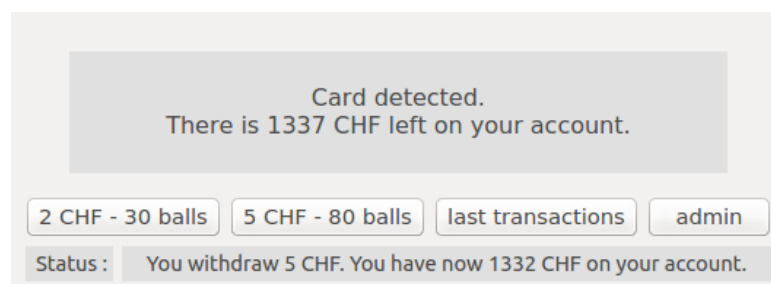 Card detected.
There is 1337 CHF left on your account.
2 CHF - 30 balls 5 CHF - 80 balls last transactions admin
Status : You withdraw 5 CHF. You have now 1332 CHF on your account.